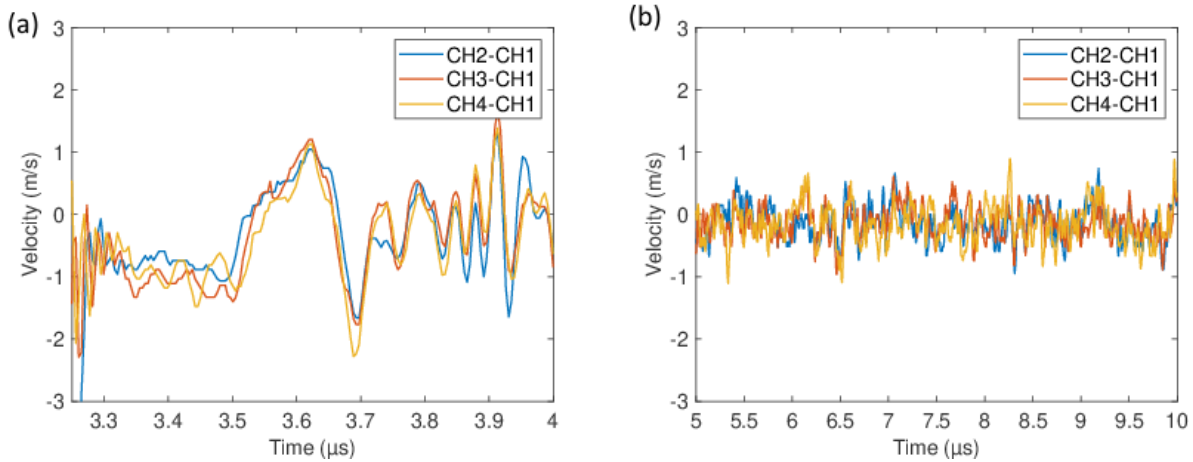 (a)
3
2
1
0
-1
-2
-3
Velocity (m/s)
CH2-CH1
CH3-CH1
CH4-CH1
3.3 3.4 3.5 3.6 3.7 3.8 3.9 4
Time (μs)
(b)
3
2
1
0
-1
-2
-3
Velocity (m/s)
CH2-CH1
CH3-CH1
CH4-CH1
5 5.5 6 6.5 7 7.5 8 8.5 9 9.5 10
Time (μs)